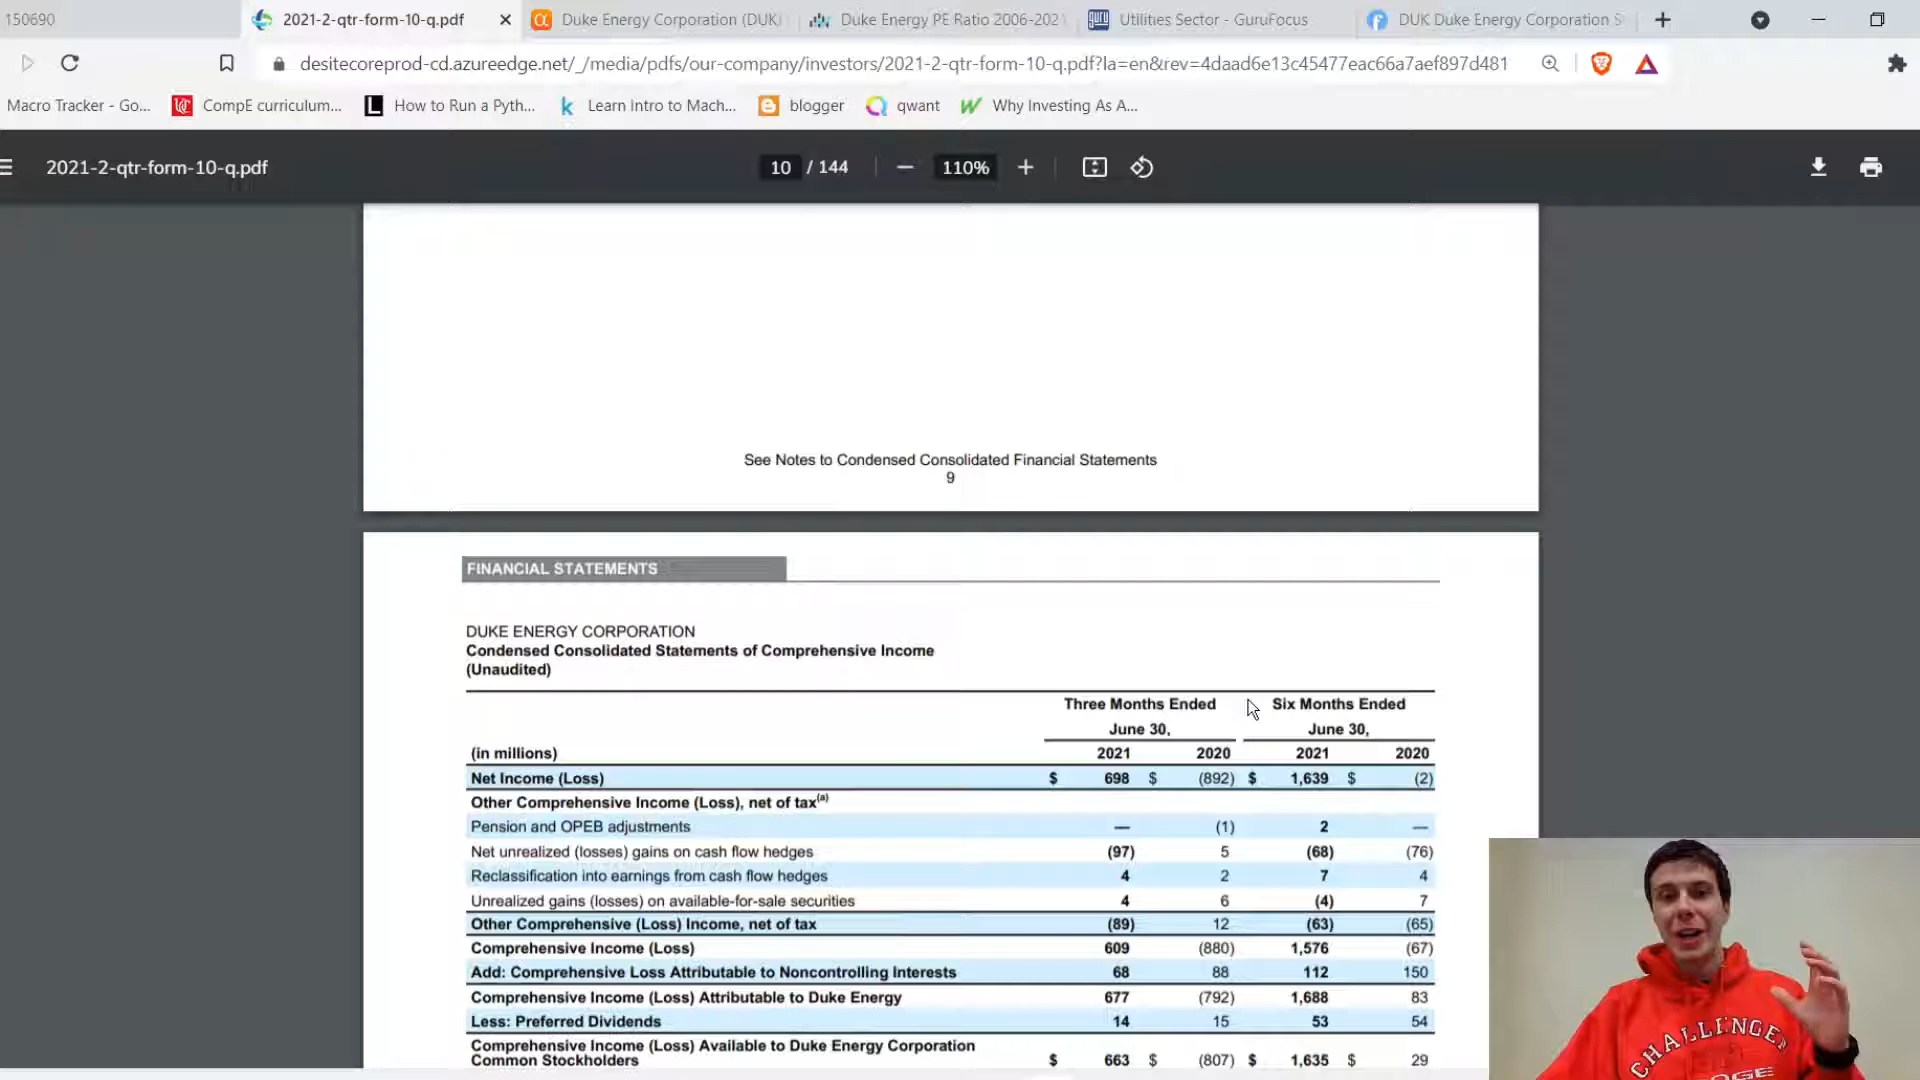 150690
2021-2-qtr-form-10-q.pdf
Duke Energy Corporation (DUK)
Duke Energy PE Ratio 2006-202
Utilities Sector - GuruFocus
DUK Duke Energy Corporation S
desitecoreprod-cd.azureedge.net/_/media/pdfs/our-company/investors/2021-2-qtr-form-10-q.pdf?la=en&rev=4daad6e13c45477eac66a7aef897d481
Macro Tracker - Go...
CompE curriculum...
How to Run a Pyth...
Learn Intro to Mach...
blogger
qwant
Why Investing As A...
2021-2-qtr-form-10-q.pdf
10 / 144
110%
See Notes to Condensed Consolidated Financial Statements
9
FINANCIAL STATEMENTS
DUKE ENERGY CORPORATION
Condensed Consolidated Statements of Comprehensive Income
(Unaudited)
Three Months Ended Six Months Ended
June 30, June 30,
(in millions) 2021 2020 2021 2020
Net Income (Loss) $ 698 $ (892) $ 1,639 $ (2)
Other Comprehensive Income (Loss), net of tax(a)
Pension and OPEB adjustments — (1) 2 —
Net unrealized (losses) gains on cash flow hedges (97) 5 (68) (76)
Reclassification into earnings from cash flow hedges 4 2 7 4
Unrealized gains (losses) on available-for-sale securities 4 6 (4) 7
Other Comprehensive (Loss) Income, net of tax (89) 12 (63) (65)
Comprehensive Income (Loss) 609 (880) 1,576 (67)
Add: Comprehensive Loss Attributable to Noncontrolling Interests 68 88 112 150
Comprehensive Income (Loss) Attributable to Duke Energy 677 (792) 1,688 83
Less: Preferred Dividends 14 15 53 54
Comprehensive Income (Loss) Available to Duke Energy Corporation
Common Stockholders $ 663 $ (807) $ 1,635 $ 29
CHALLENGE